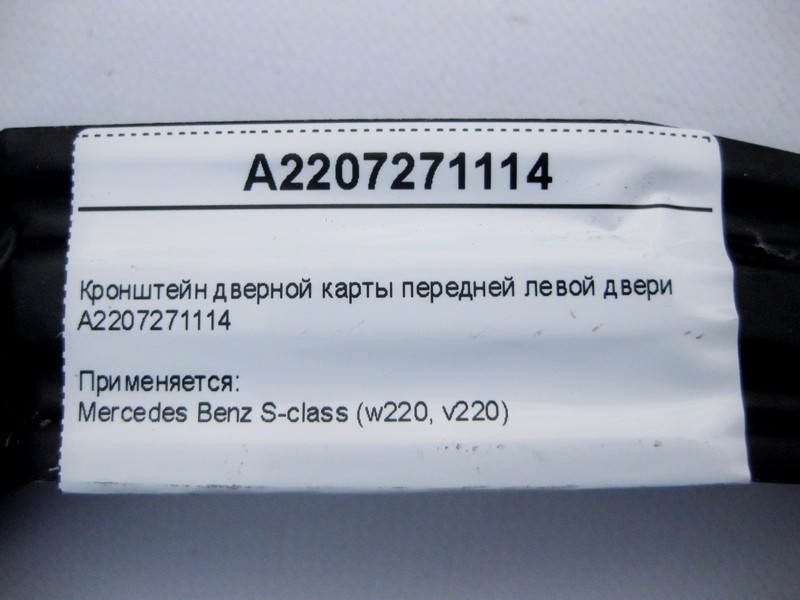 A2207271114
Кронштейн дверной карты передней левой двери
A2207271114
Применяется:
Mercedes Benz S-class (w220, v220)